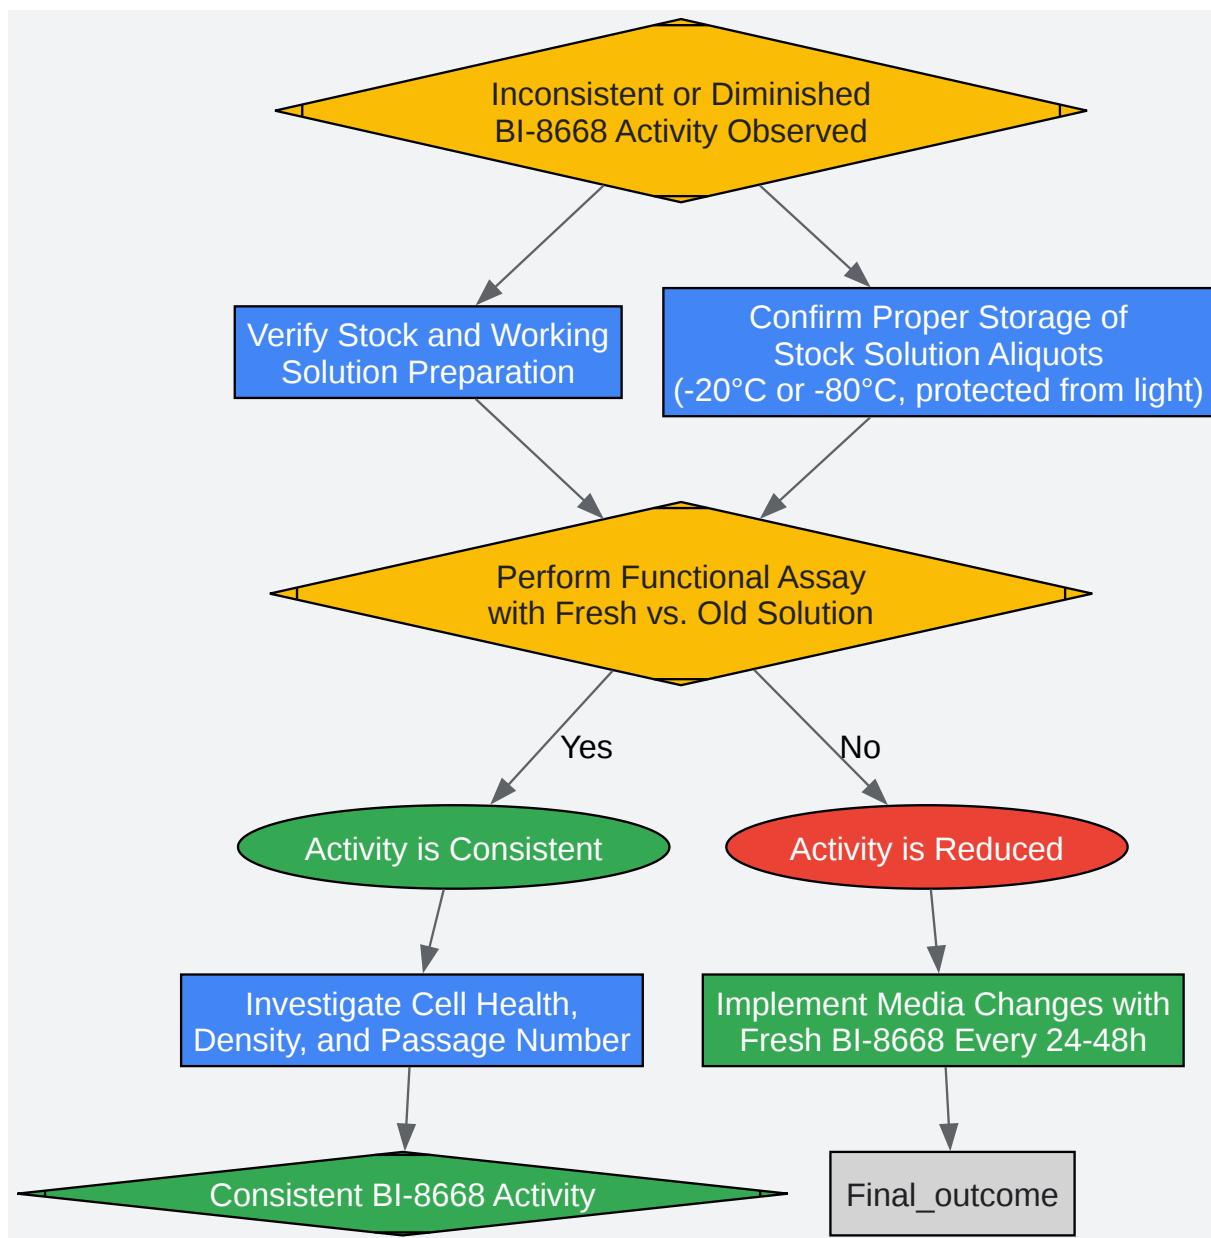 Inconsistent or Diminished
BI-8668 Activity Observed
Verify Stock and Working
Solution Preparation
Confirm Proper Storage of
Stock Solution Aliquots
(-20°C or -80°C, protected from light)
Perform Functional Assay
with Fresh vs. Old Solution
Yes
No
Activity is Consistent
Activity is Reduced
Investigate Cell Health,
Density, and Passage Number
Implement Media Changes with
Fresh BI-8668 Every 24-48h
Consistent BI-8668 Activity
Final_outcome